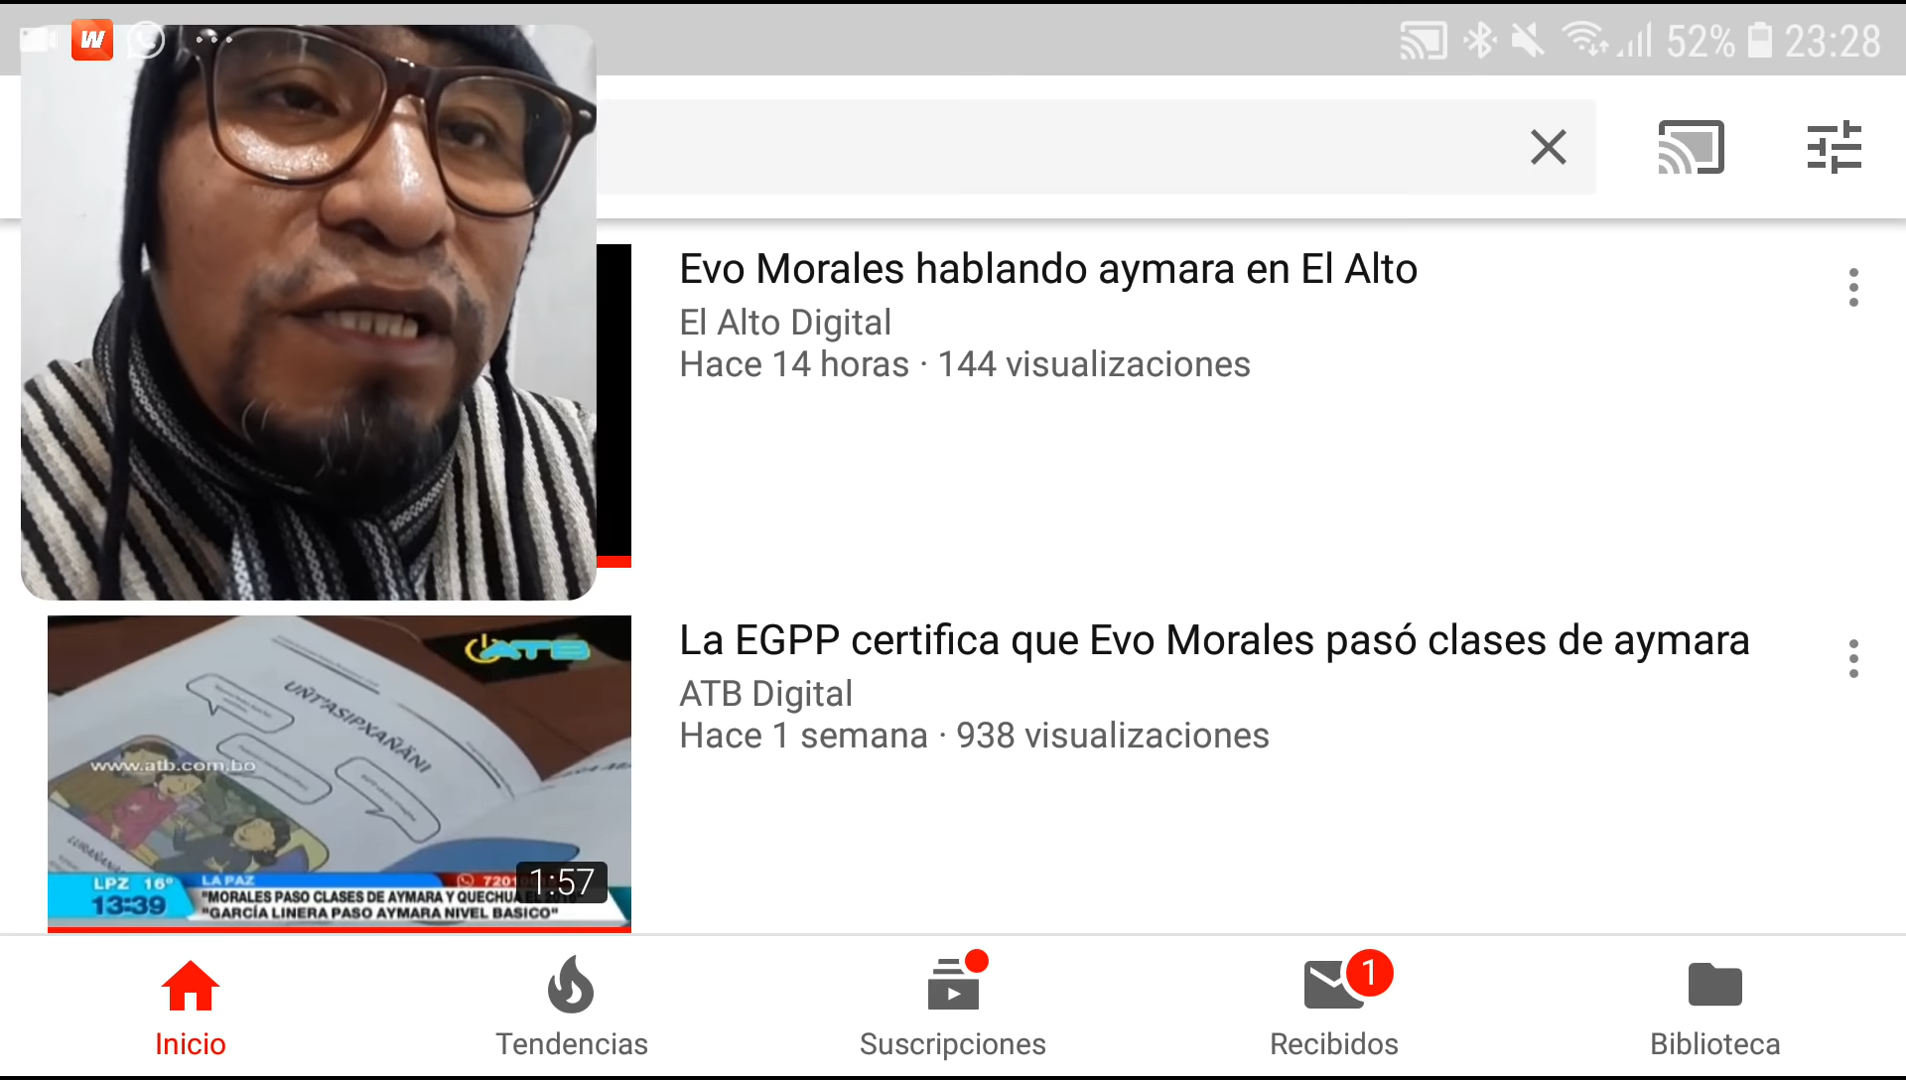 W
52% 23:28
Evo Morales hablando aymara en El Alto
El Alto Digital
Hace 14 horas · 144 visualizaciones
ATB
UÑT'ASIPXAÑÄNI
www.atb.com.bo
LPZ 16°
13:39
LA PAZ
1:57
"MORALES PASO CLASES DE AYMARA Y QUECHUA
"GARCÍA LINERA PASO AYMARA NIVEL BASICO"
La EGPP certifica que Evo Morales pasó clases de aymara
ATB Digital
Hace 1 semana · 938 visualizaciones
1
Inicio
Tendencias
Suscripciones
Recibidos
Biblioteca